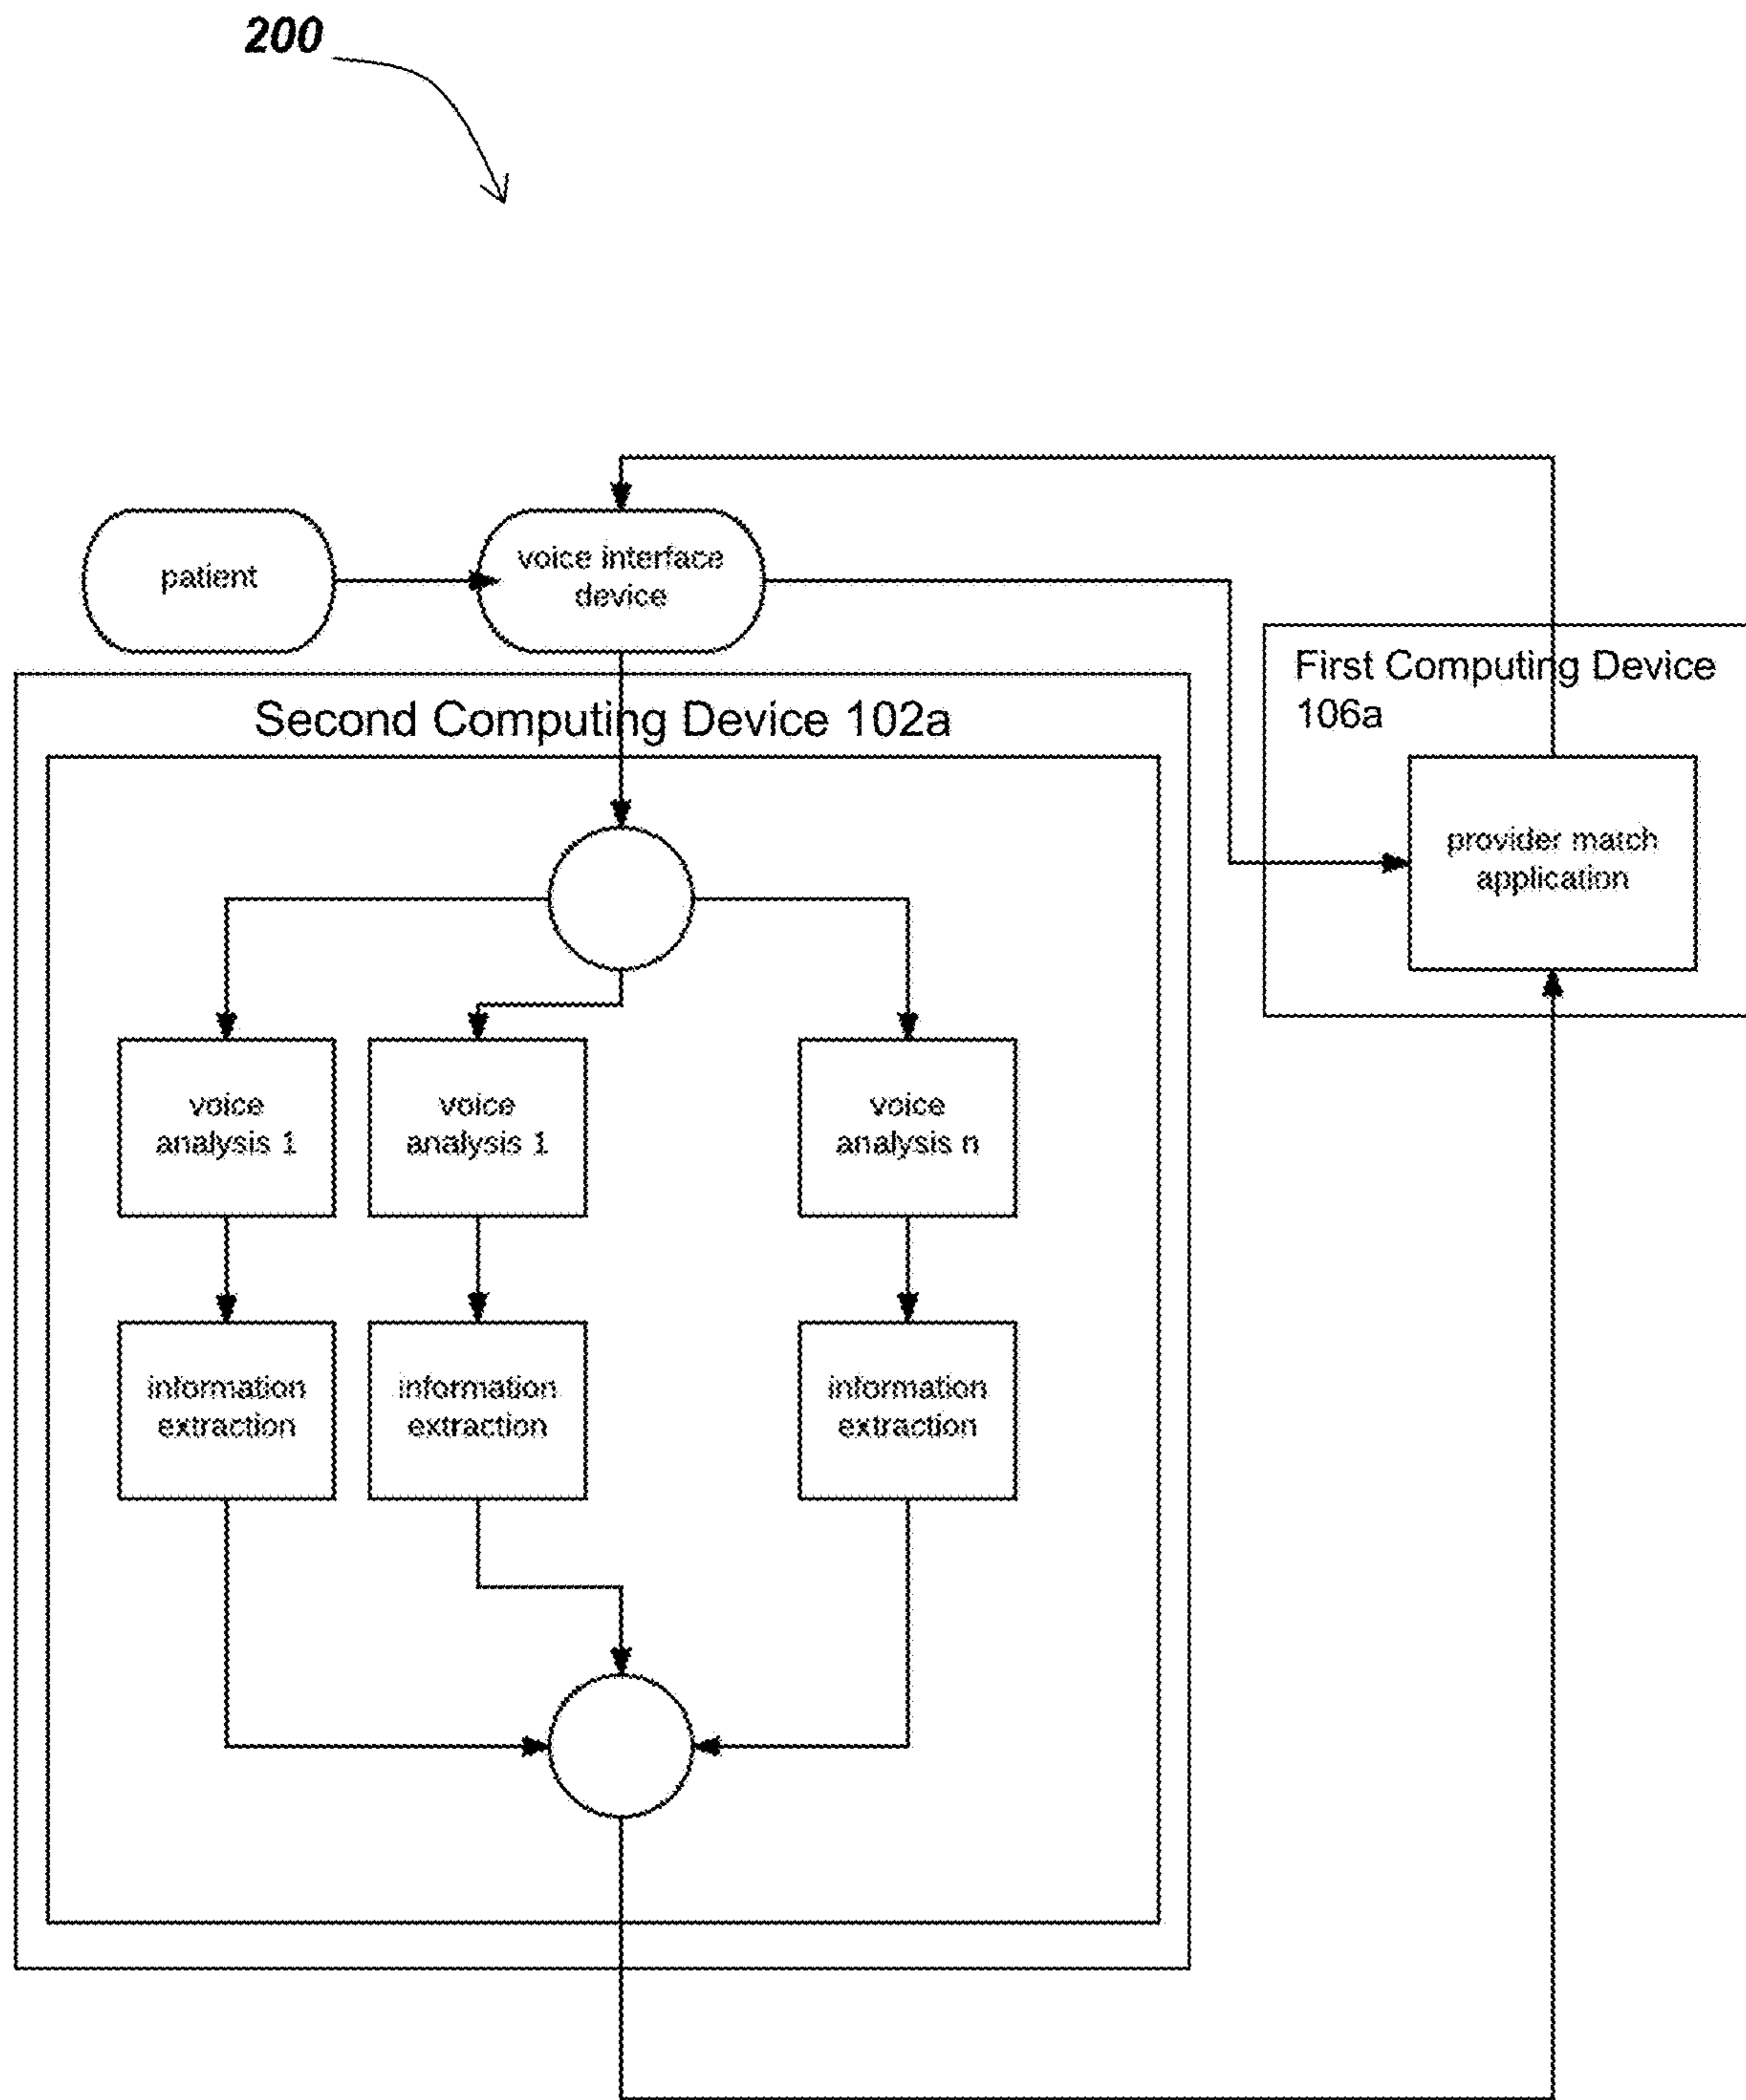 200
patient
voice interface
device
First Computing Device
106a
Second Computing Device 102a
provider match
application
voice
analysis 1
voice
analysis 1
voice
analysis n
information
extraction
information
extraction
information
extraction